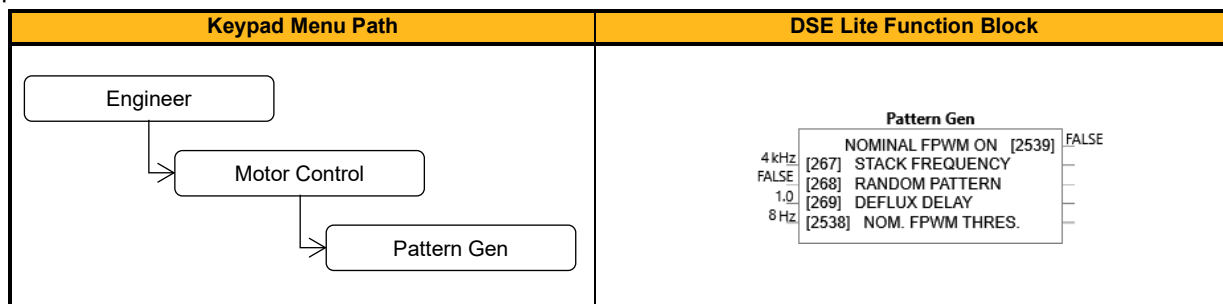 Keypad Menu Path
DSE Lite Function Block
Engineer
Motor Control
Pattern Gen
Pattern Gen
NOMINAL FPWM ON [2539] FALSE
4 kHz [267] STACK FREQUENCY
FALSE [268] RANDOM PATTERN
1.0 [269] DEFLUX DELAY
8 Hz [2538] NOM. FPWM THRES.